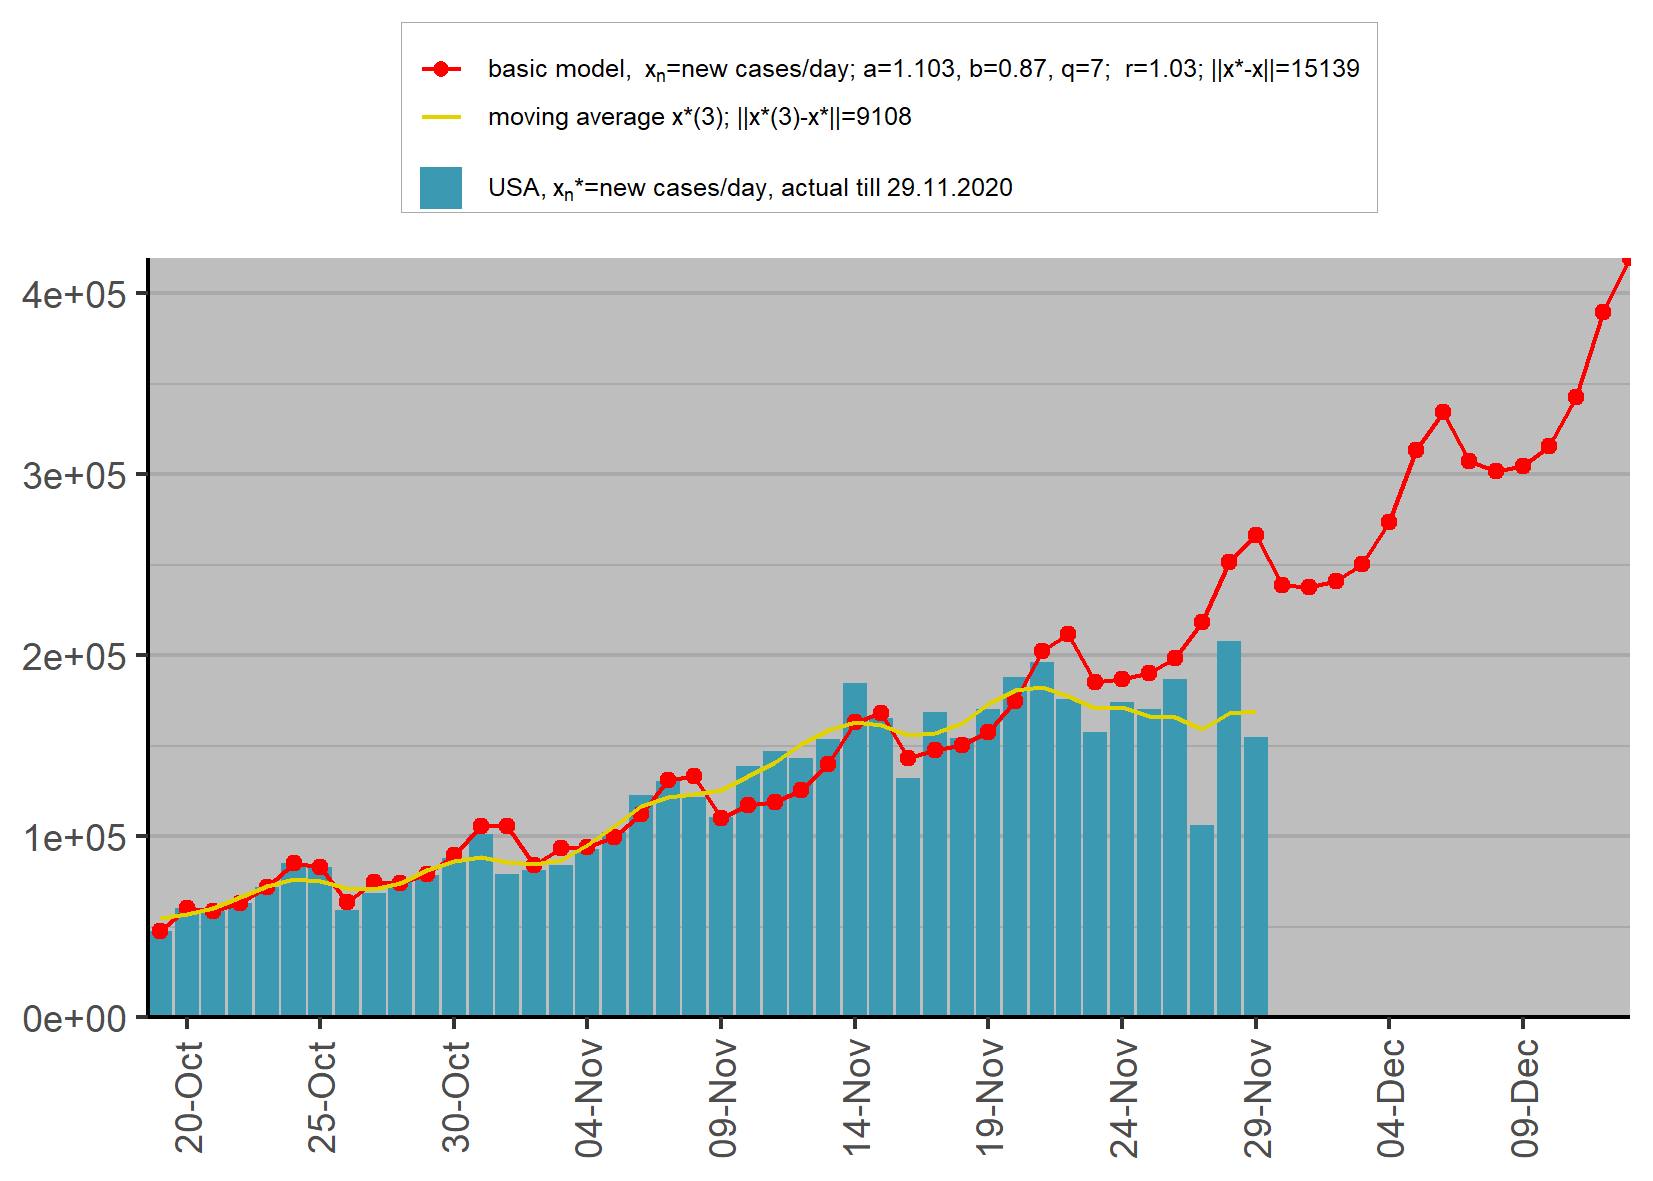 basic model,  xn=new cases/day; a=1.103, b=0.87, q=7;  r=1.03; ||x*-x||=15139
moving average x*(3); ||x*(3)-x*||=9108
USA, xn*=new cases/day, actual till 29.11.2020
4e+05
3e+05
2e+05
1e+05
0e+00
20-Oct
25-Oct
30-Oct
04-Nov
09-Nov
14-Nov
19-Nov
24-Nov
29-Nov
04-Dec
09-Dec